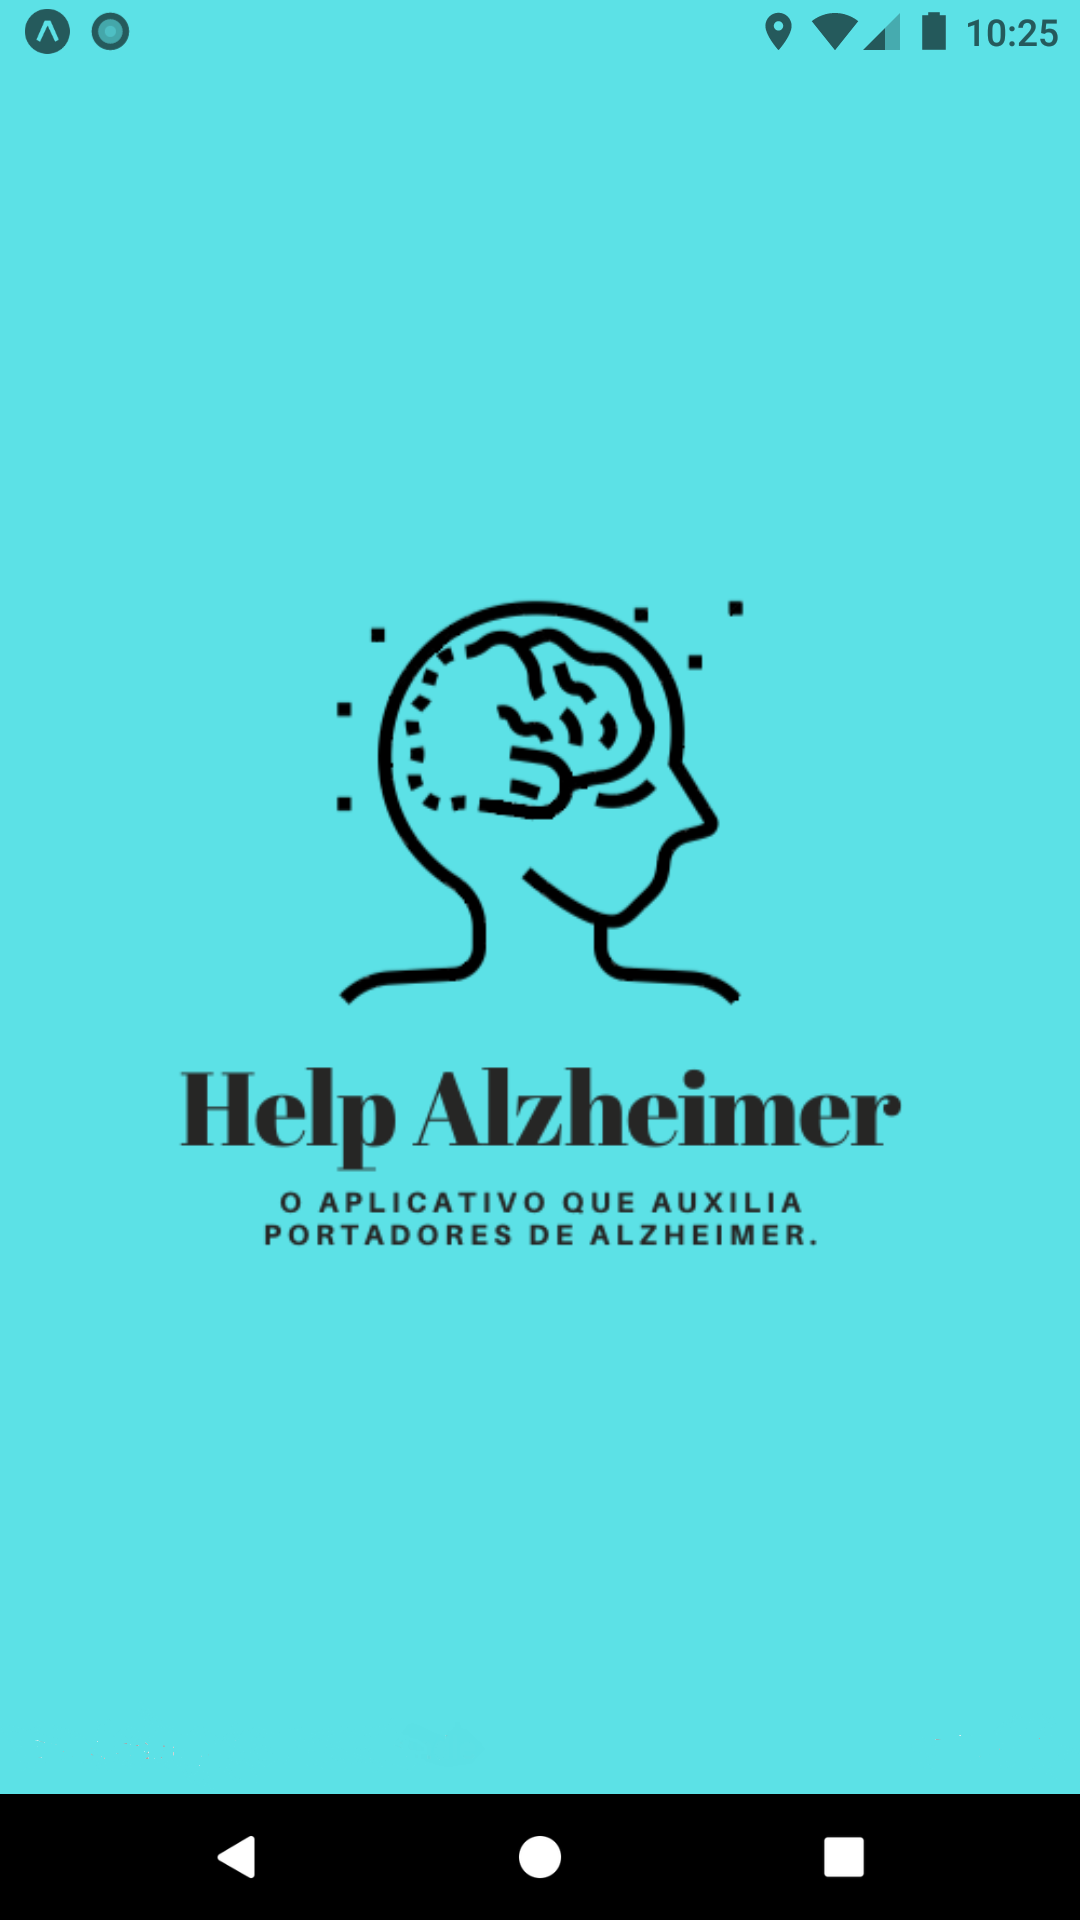 10:25
Help Alzheimer
O APLICATIVO QUE AUXILIA
PORTADORES DE ALZHEIMER.